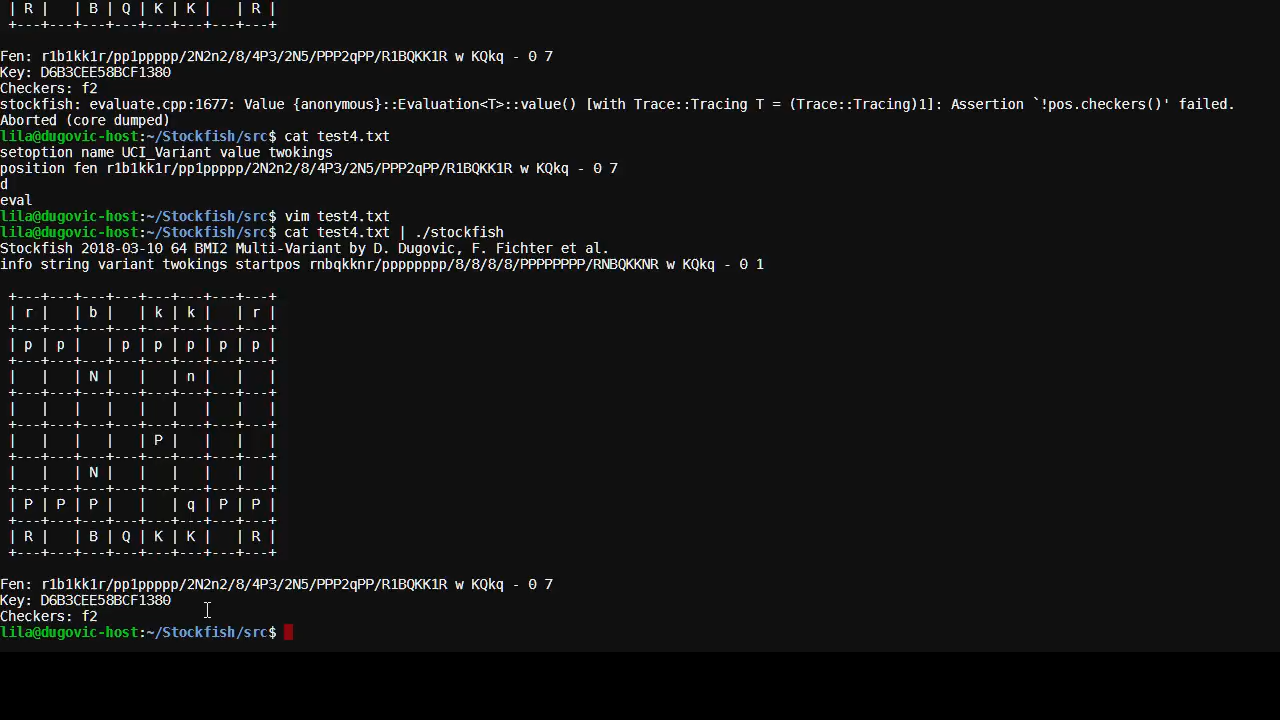 | R |   | B | Q | K | K |   | R |
+---+---+---+---+---+---+---+---+
Fen: r1b1kk1r/pp1ppppp/2N2n2/8/4P3/2N5/PPP2qPP/R1BQKK1R w KQkq - 0 7
Key: D6B3CEE58BCF1380
Checkers: f2
stockfish: evaluate.cpp:1677: Value {anonymous}::Evaluation<T>::value() [with Trace::Tracing T = (Trace::Tracing)1]: Assertion `!pos.checkers()' failed.
Aborted (core dumped)
lila@dugovic-host:~/Stockfish/src$ cat test4.txt
setoption name UCI_Variant value twokings
position fen r1b1kk1r/pp1ppppp/2N2n2/8/4P3/2N5/PPP2qPP/R1BQKK1R w KQkq - 0 7
d
eval
lila@dugovic-host:~/Stockfish/src$ vim test4.txt
lila@dugovic-host:~/Stockfish/src$ cat test4.txt | ./stockfish
Stockfish 2018-03-10 64 BMI2 Multi-Variant by D. Dugovic, F. Fichter et al.
info string variant twokings startpos rnbqkknr/pppppppp/8/8/8/8/PPPPPPPP/RNBQKKNR w KQkq - 0 1
+---+---+---+---+---+---+---+---+
| r |   | b |   | k | k |   | r |
+---+---+---+---+---+---+---+---+
| p | p |   | p | p | p | p | p |
+---+---+---+---+---+---+---+---+
|   |   | N |   |   | n |   |   |
+---+---+---+---+---+---+---+---+
|   |   |   |   |   |   |   |   |
+---+---+---+---+---+---+---+---+
|   |   |   |   | P |   |   |   |
+---+---+---+---+---+---+---+---+
|   |   | N |   |   |   |   |   |
+---+---+---+---+---+---+---+---+
| P | P | P |   |   | q | P | P |
+---+---+---+---+---+---+---+---+
| R |   | B | Q | K | K |   | R |
+---+---+---+---+---+---+---+---+
Fen: r1b1kk1r/pp1ppppp/2N2n2/8/4P3/2N5/PPP2qPP/R1BQKK1R w KQkq - 0 7
Key: D6B3CEE58BCF1380
Checkers: f2
lila@dugovic-host:~/Stockfish/src$